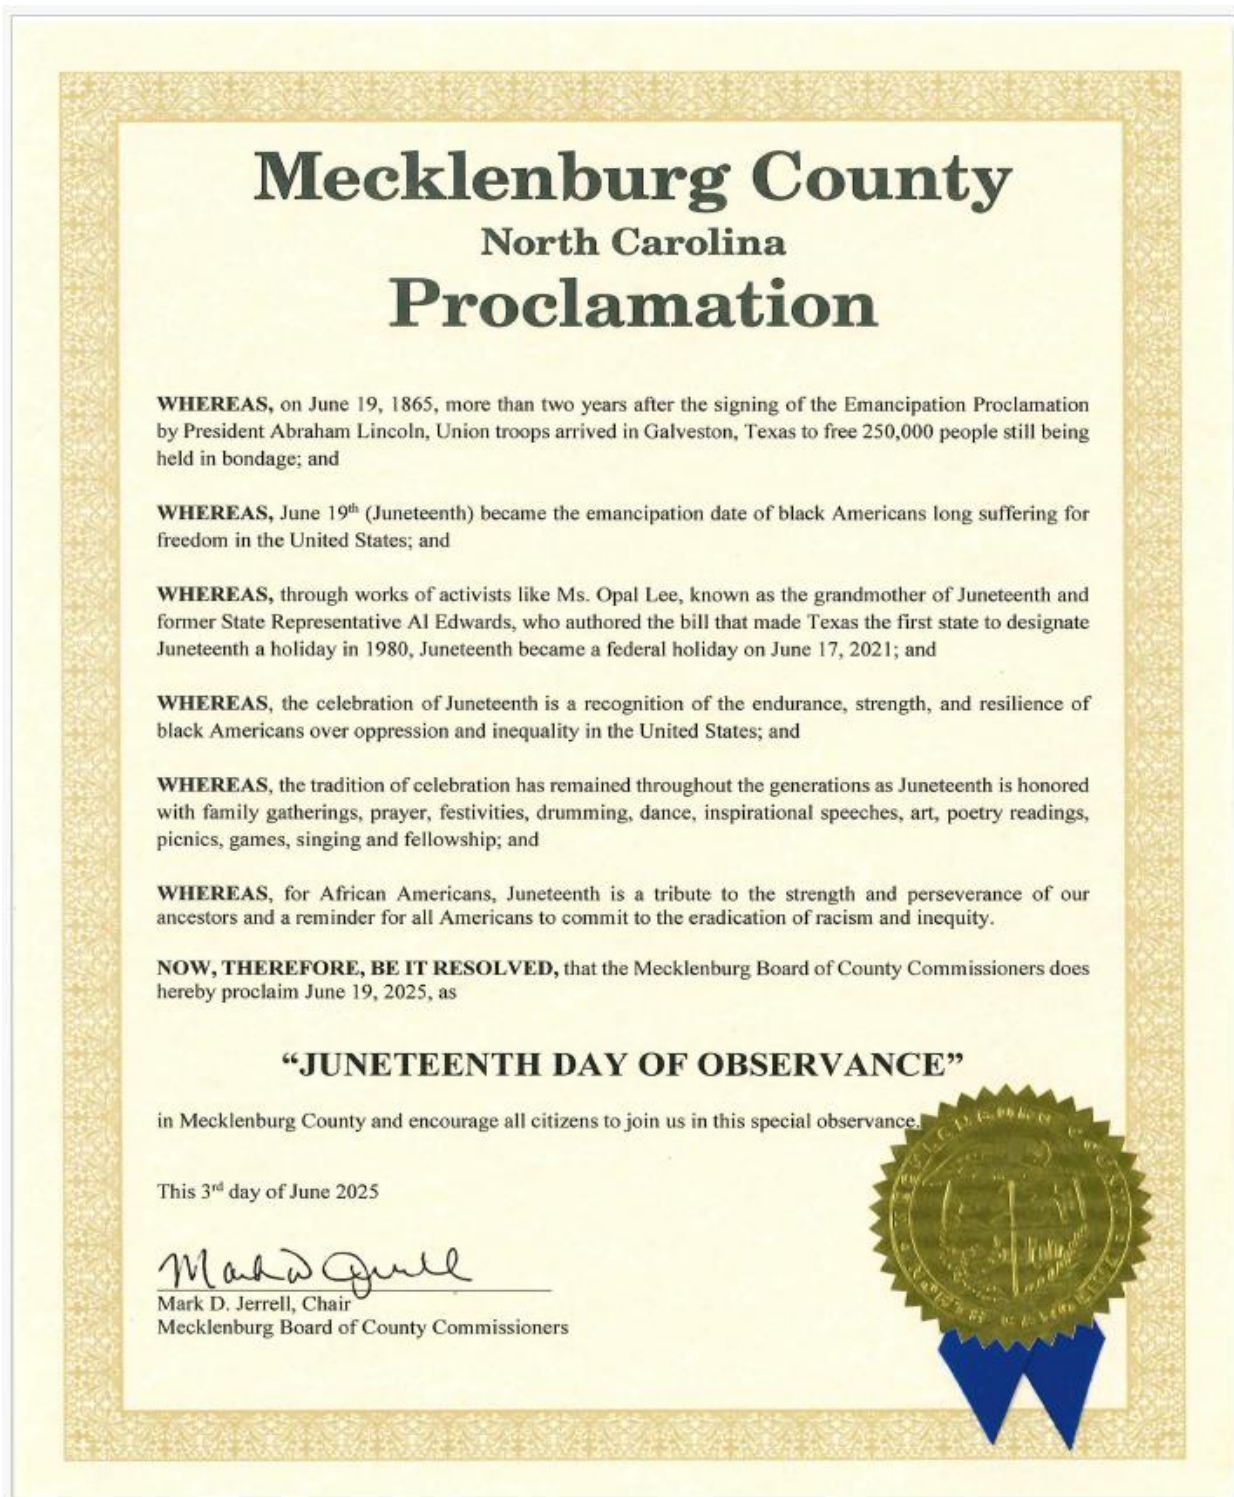 Mecklenburg County
North Carolina
Proclamation
WHEREAS, on June 19, 1865, more than two years after the signing of the Emancipation Proclamation
by President Abraham Lincoln, Union troops arrived in Galveston, Texas to free 250,000 people still being
held in bondage; and
WHEREAS, June 19th (Juneteenth) became the emancipation date of black Americans long suffering for
freedom in the United States; and
WHEREAS, through works of activists like Ms. Opal Lee, known as the grandmother of Juneteenth and
former State Representative Al Edwards, who authored the bill that made Texas the first state to designate
Juneteenth a holiday in 1980, Juneteenth became a federal holiday on June 17, 2021; and
WHEREAS, the celebration of Juneteenth is a recognition of the endurance, strength, and resilience of
black Americans over oppression and inequality in the United States; and
WHEREAS, the tradition of celebration has remained throughout the generations as Juneteenth is honored
with family gatherings, prayer, festivities, drumming, dance, inspirational speeches, art, poetry readings,
picnics, games, singing and fellowship; and
WHEREAS, for African Americans, Juneteenth is a tribute to the strength and perseverance of our
ancestors and a reminder for all Americans to commit to the eradication of racism and inequity.
NOW, THEREFORE, BE IT RESOLVED, that the Mecklenburg Board of County Commissioners does
hereby proclaim June 19, 2025, as
“JUNETEENTH DAY OF OBSERVANCE”
in Mecklenburg County and encourage all citizens to join us in this special observance.
This 3rd day of June 2025
Mark D Jerrell
Mark D. Jerrell, Chair
Mecklenburg Board of County Commissioners